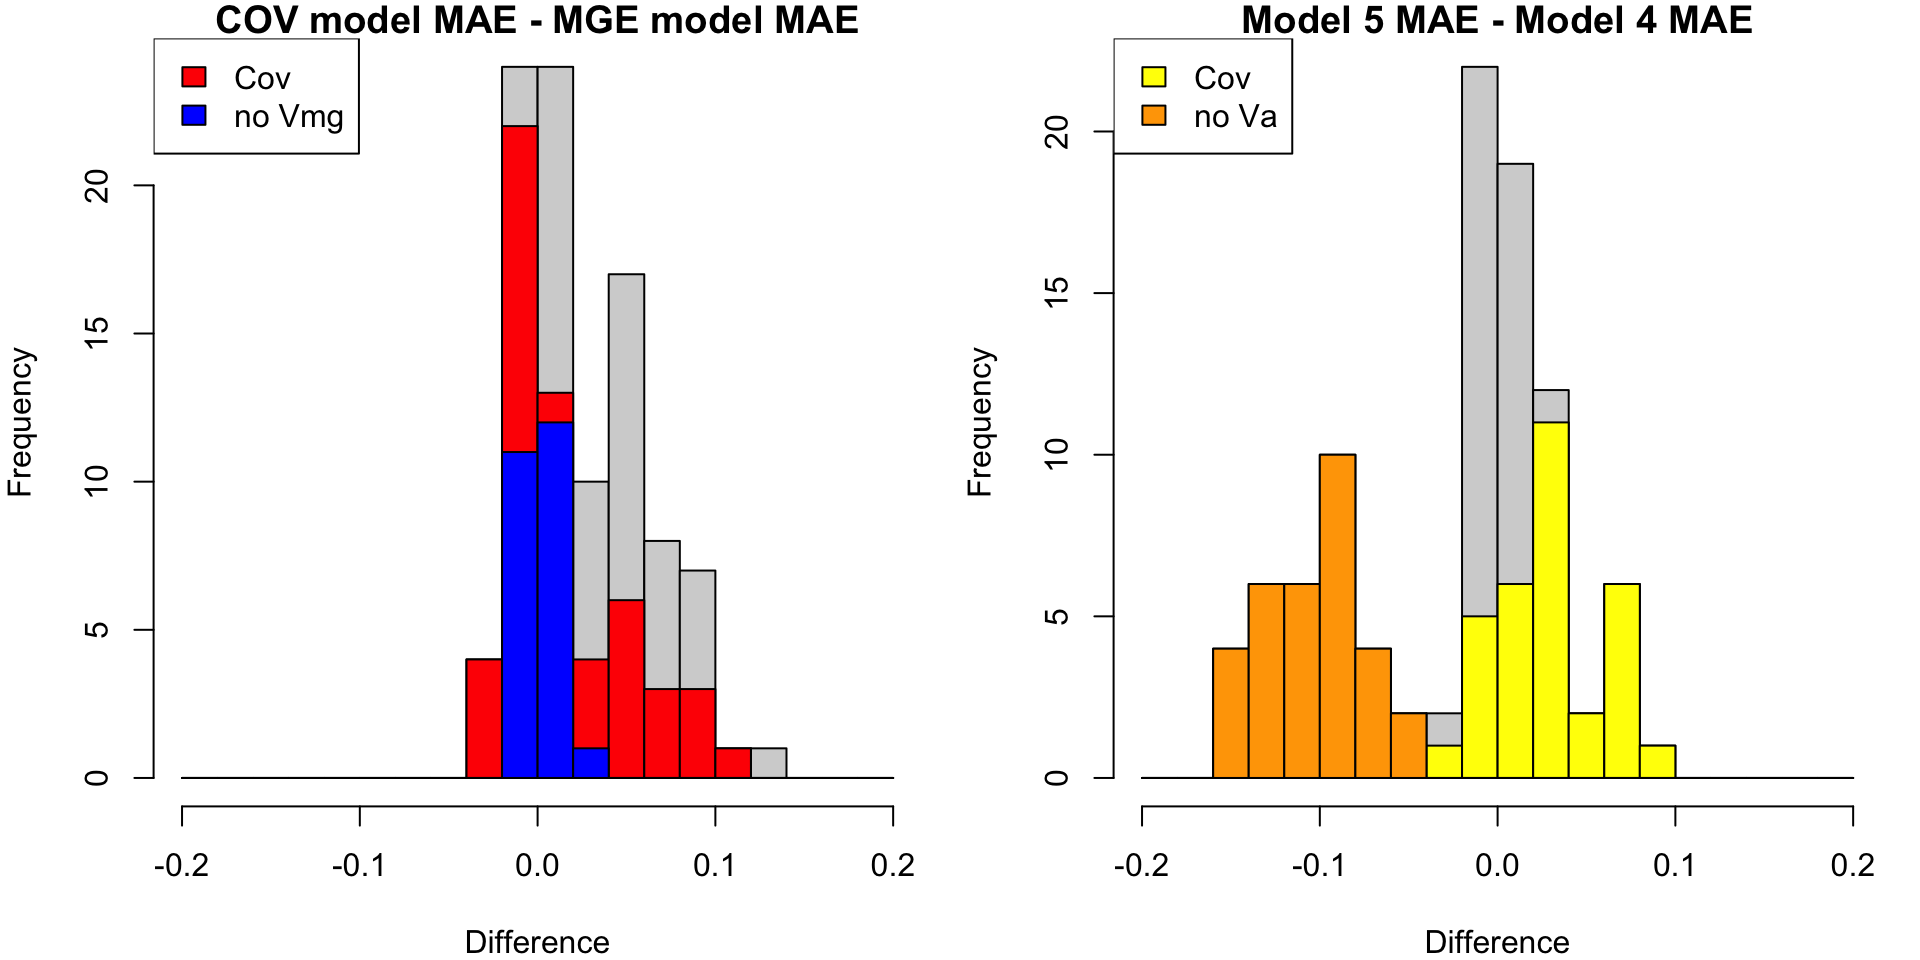 COV model MAE - MGE model MAE
Cov
no Vmg
Frequency
20
15
10
5
0
-0.2 -0.1 0.0 0.1 0.2
Difference
Model 5 MAE - Model 4 MAE
Cov
no Va
Frequency
20
15
10
5
0
-0.2 -0.1 0.0 0.1 0.2
Difference